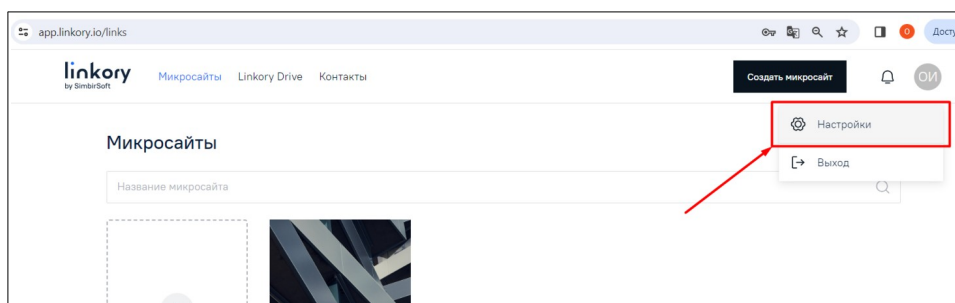 app.linkory.io/links
0
Досту
linkory
by SimbirSoft
Микросайты
Linkory Drive
Контакты
Создать микросайт
ОИ
Настройки
Выход
Микросайты
Название микросайта